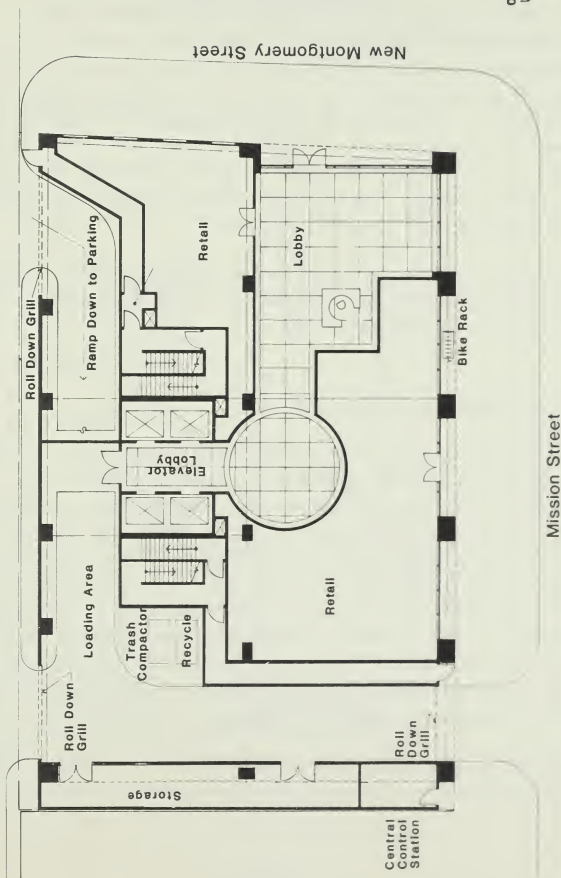 New Montgomery Street
Roll Down Grill
Ramp Down to Parking
Retail
Lobby
Bike Rack
Elevator
Lobby
Loading Area
Trash
Compactor
Recycle
Retail
Roll Down
Grill
Roll
Down
Grill
Storage
Central
Control
Station
Mission Street